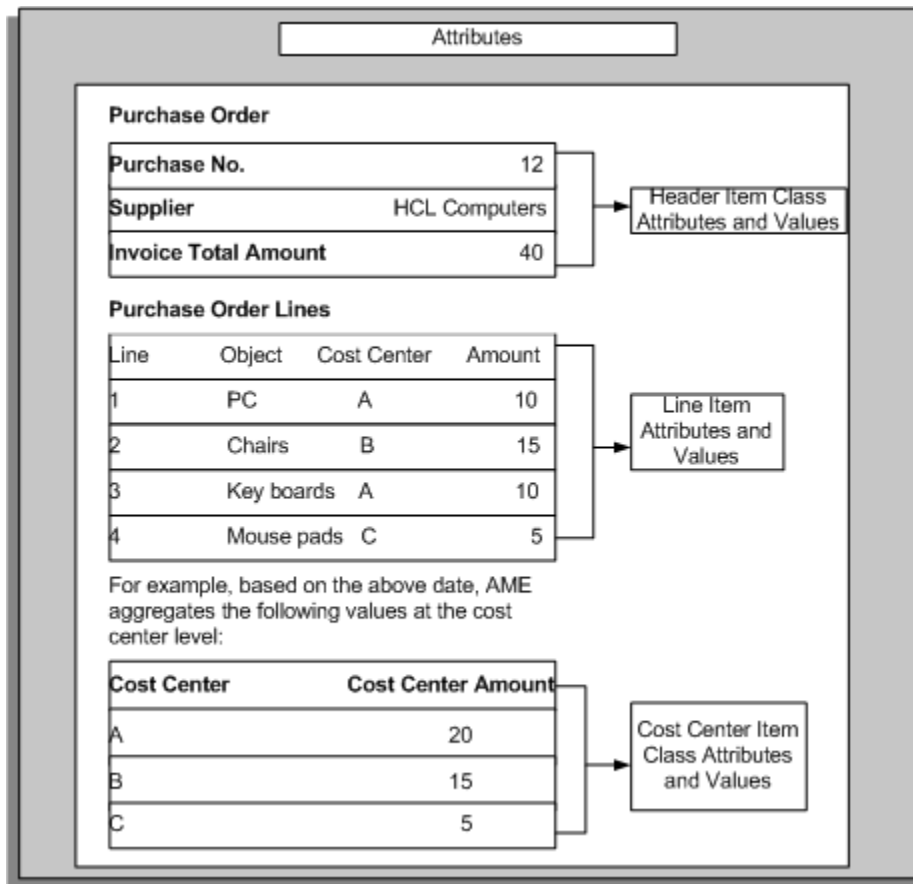 Attributes
Purchase Order
Purchase No. 12
Supplier HCL Computers
Invoice Total Amount 40
Header Item Class
Attributes and Values
Purchase Order Lines
Line Object Cost Center Amount
1 PC A 10
2 Chairs B 15
3 Key boards A 10
4 Mouse pads C 5
Line Item
Attributes and
Values
For example, based on the above date, AME
aggregates the following values at the cost
center level:
Cost Center Cost Center Amount
A 20
B 15
C 5
Cost Center Item
Class Attributes
and Values